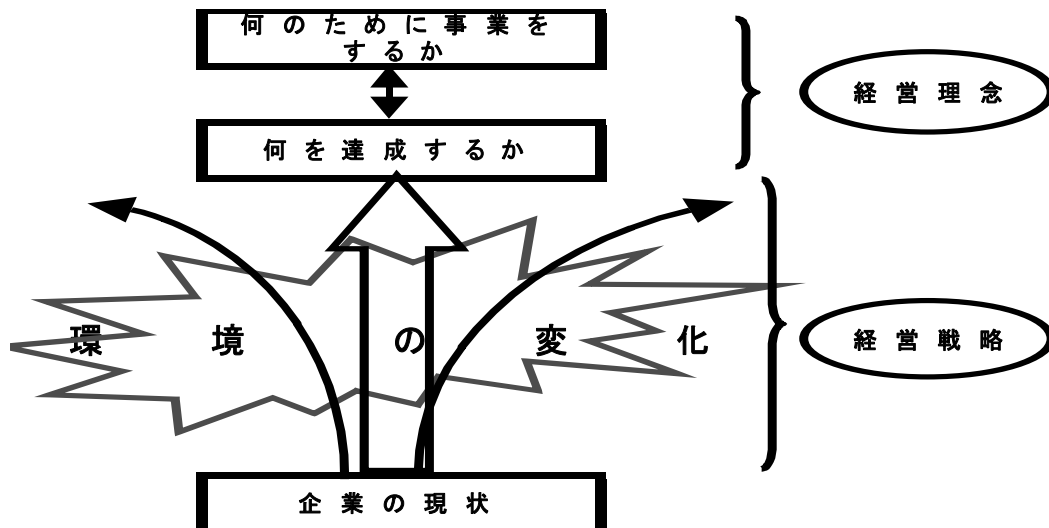 何のために事業を
するか
経営理念
何を達成するか
環境の変化
経営戦略
企業の現状